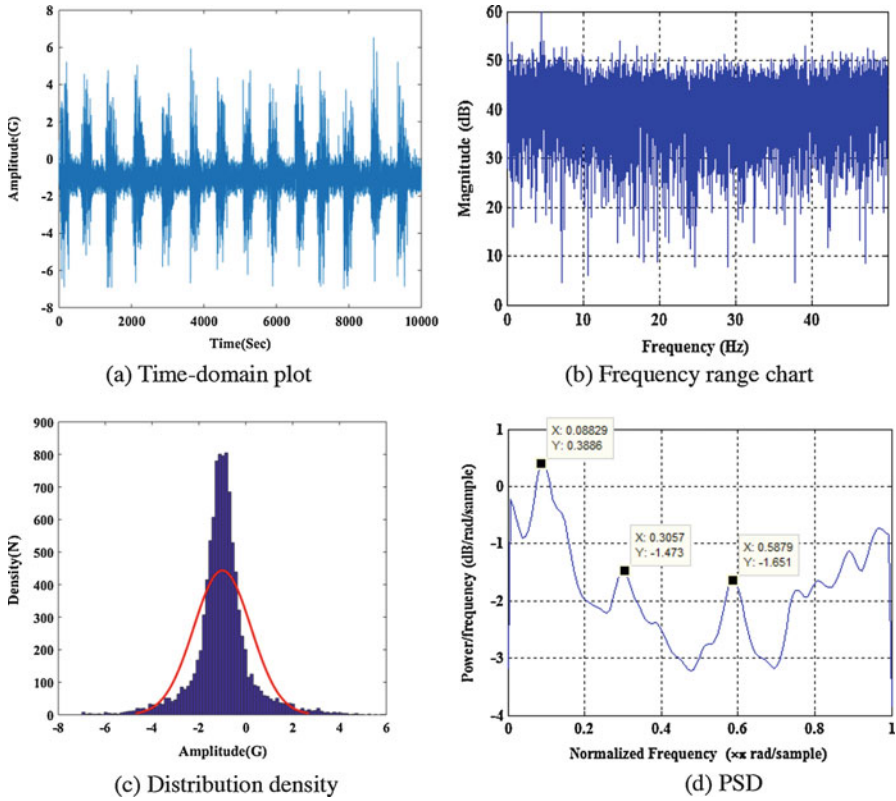 8
6
4
2
0
-2
-4
-6
-8
Amplitude(G)
0 2000 4000 6000 8000 10000
Time(Sec)
(a) Time-domain plot
60
50
40
30
20
10
0
Magnitude (dB)
0 10 20 30 40
Frequency (Hz)
(b) Frequency range chart
900
800
700
600
500
400
300
200
100
0
Density(N)
-8 -6 -4 -2 0 2 4 6
Amplitude(G)
(c) Distribution density
1
0
-1
-2
-3
-4
Power/frequency (dB/rad/sample)
X: 0.08829
Y: 0.3886
X: 0.3057
Y: -1.473
X: 0.5879
Y: -1.651
0 0.2 0.4 0.6 0.8 1
Normalized Frequency (×π rad/sample)
(d) PSD